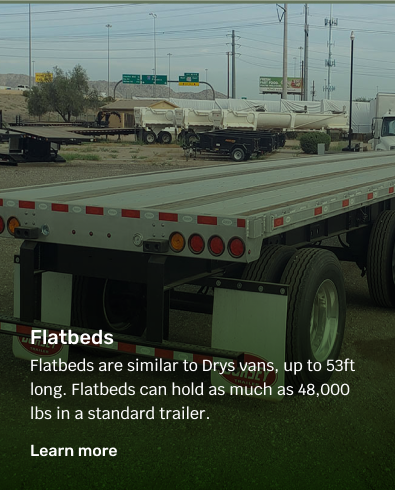 Flatbeds
Flatbeds are similar to Drys vans, up to 53ft
long. Flatbeds can hold as much as 48,000
lbs in a standard trailer.
Learn more